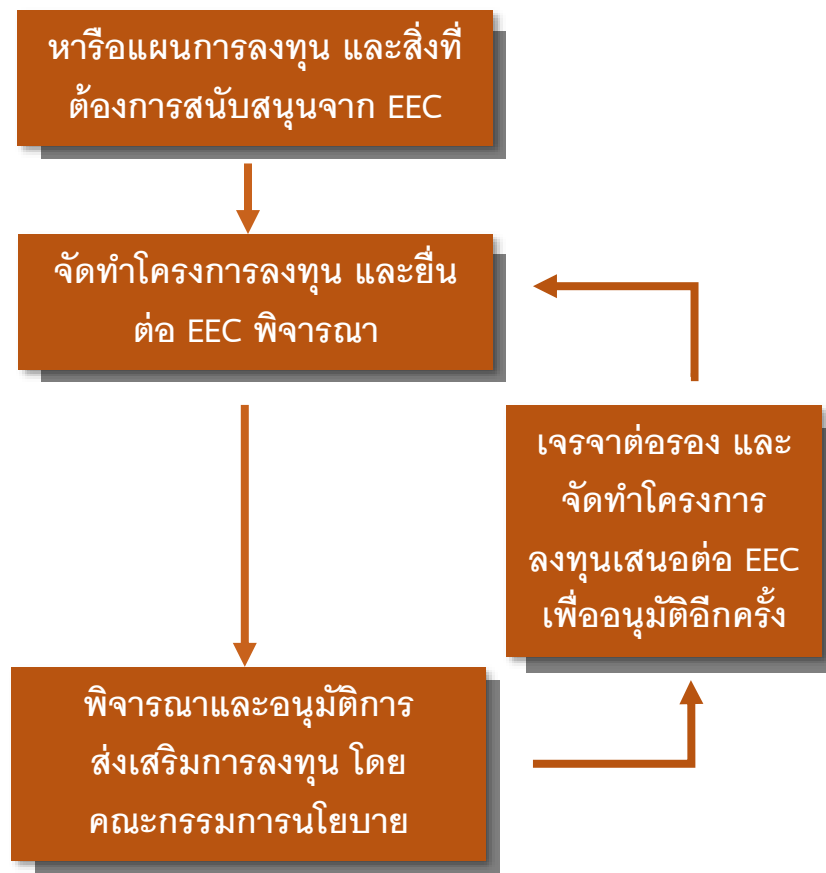 หารือแผนการลงทุน และสิ่งที่
ต้องการสนับสนุนจาก EEC
จัดทำโครงการลงทุน และยื่น
ต่อ EEC พิจารณา
เจรจาต่อรอง และ
จัดทำโครงการ
ลงทุนเสนอต่อ EEC
เพื่ออนุมัติอีกครั้ง
พิจารณาและอนุมัติการ
ส่งเสริมการลงทุน โดย
คณะกรรมการนโยบาย